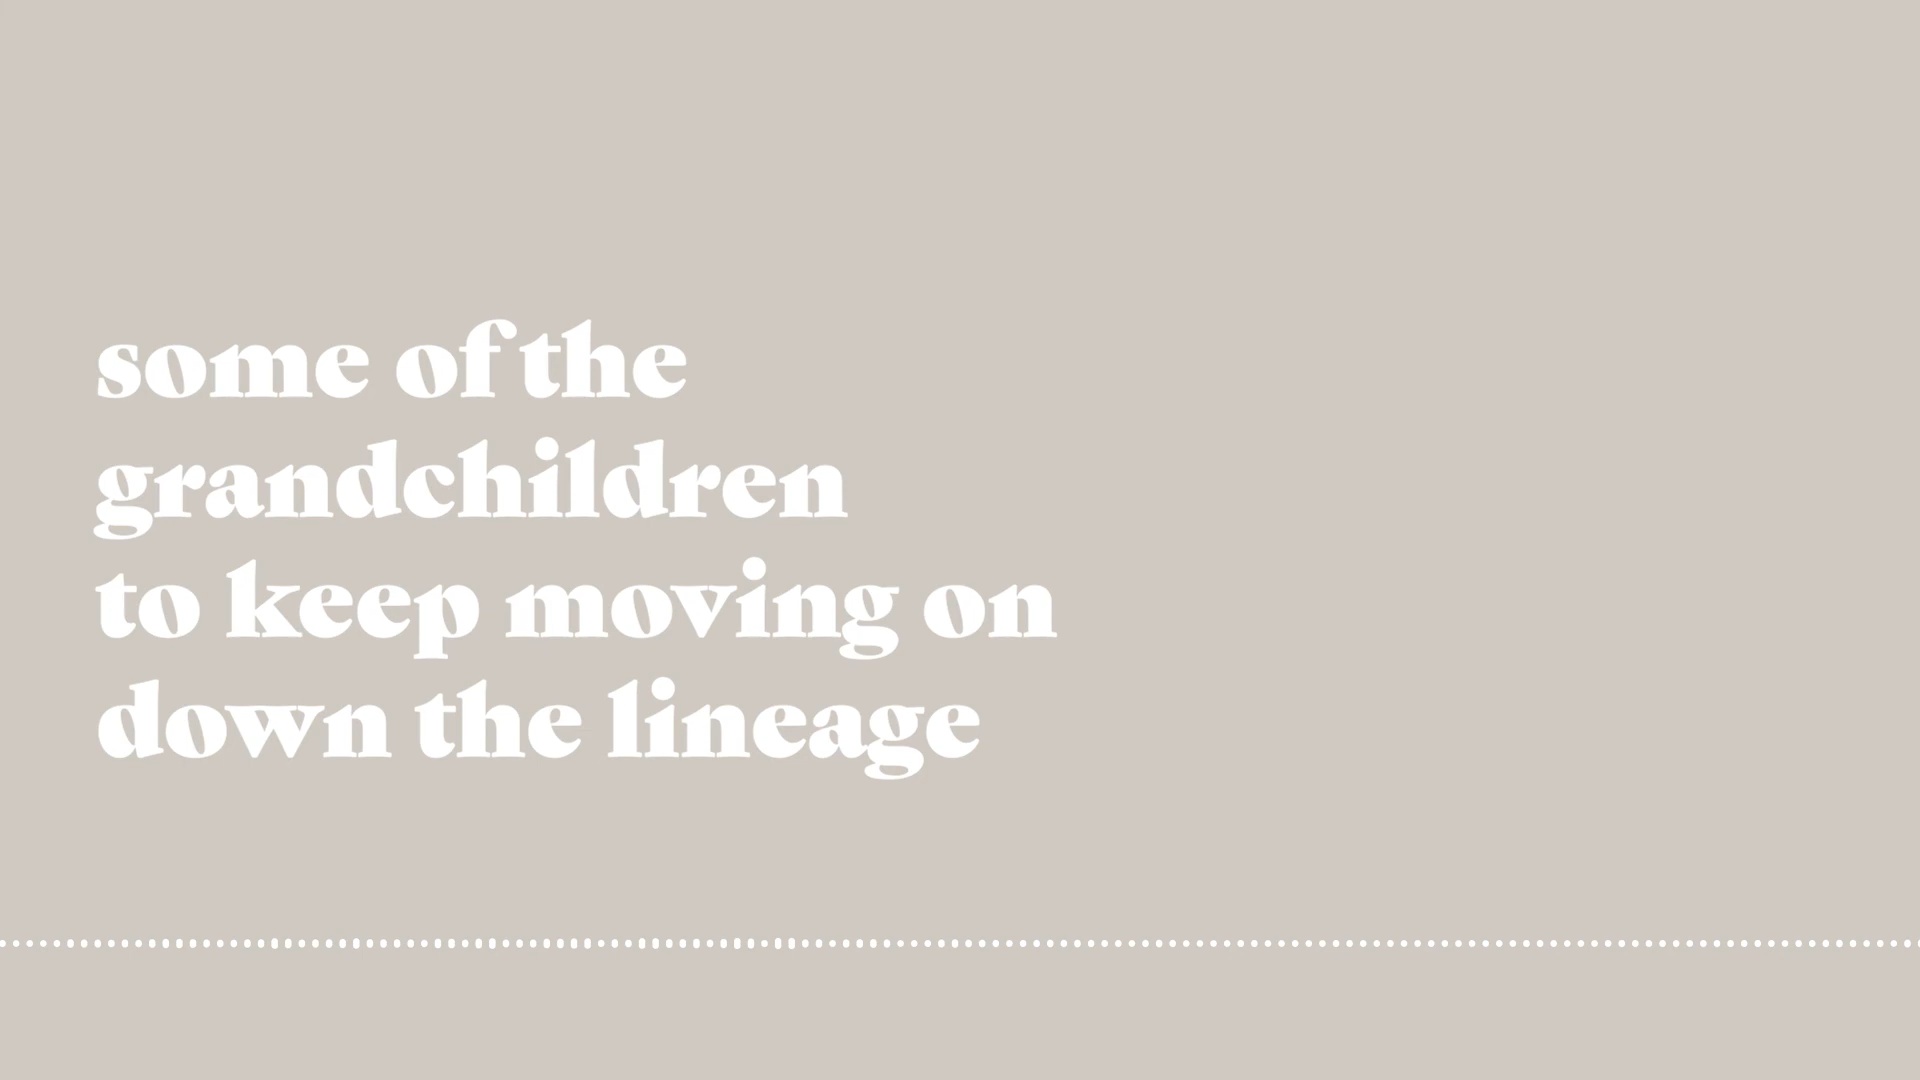 some of the
grandchildren
to keep moving on
down the lineage